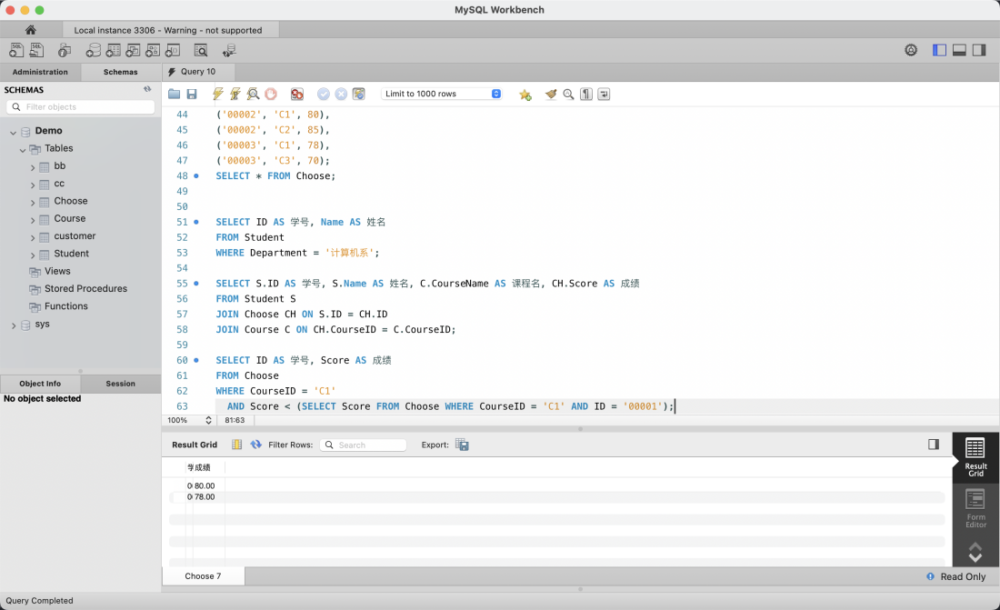 MySQL Workbench
Local instance 3306 - Warning - not supported
Administration
Schemas
Query 10
SCHEMAS
Filter objects
Limit to 1000 rows
Demo
Tables
bb
cc
Choose
Course
customer
Student
Views
Stored Procedures
Functions
sys
Object Info
Session
No object selected
44 ('00002', 'C1', 80),
45 ('00002', 'C2', 85),
46 ('00003', 'C1', 78),
47 ('00003', 'C3', 70);
48 SELECT * FROM Choose;
49
50
51 SELECT ID AS 学号, Name AS 姓名
52 FROM Student
53 WHERE Department = '计算机系';
54
55 SELECT S.ID AS 学号, S.Name AS 姓名, C.CourseName AS 课程名, CH.Score AS 成绩
56 FROM Student S
57 JOIN Choose CH ON S.ID = CH.ID
58 JOIN Course C ON CH.CourseID = C.CourseID;
59
60 SELECT ID AS 学号, Score AS 成绩
61 FROM Choose
62 WHERE CourseID = 'C1'
63 AND Score < (SELECT Score FROM Choose WHERE CourseID = 'C1' AND ID = '00001');
100% 81:63
Result Grid Filter Rows: Search Export:
学 成绩
0 80.00
0 78.00
Result
Grid
Form
Editor
Choose 7
Read Only
Query Completed